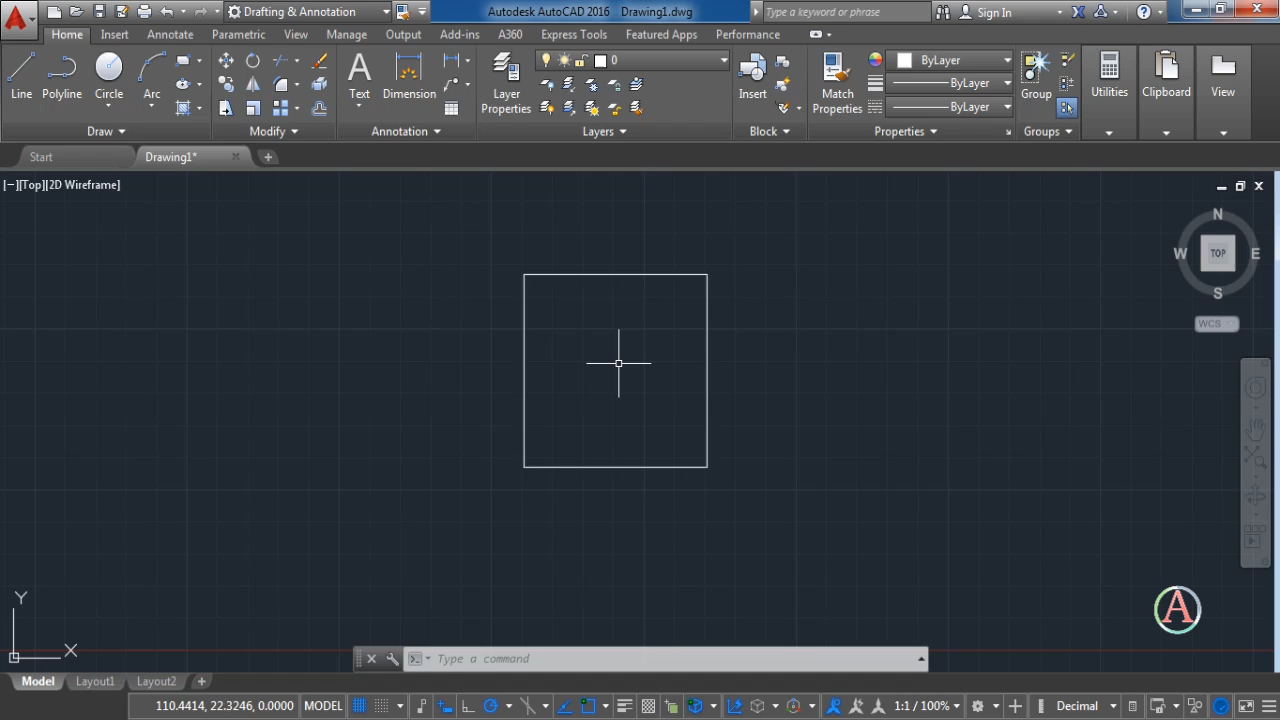 Drafting & Annotation
Autodesk AutoCAD 2016 Drawing1.dwg
Type a keyword or phrase
Sign In
Home Insert Annotate Parametric View Manage Output Add-ins A360 Express Tools Featured Apps Performance
Line Polyline Circle Arc
Text Dimension
Layer Properties
0
Insert
Match Properties
ByLayer
ByLayer
ByLayer
Group
Utilities
Clipboard
View
Draw Modify Annotation Layers Block Properties Groups
Start Drawing1* +
[−][Top][2D Wireframe]
N
W TOP E
S
WCS
Y
X
A
Type a command
Model Layout1 Layout2 +
110.4414, 22.3246, 0.0000 MODEL 1:1 / 100% Decimal